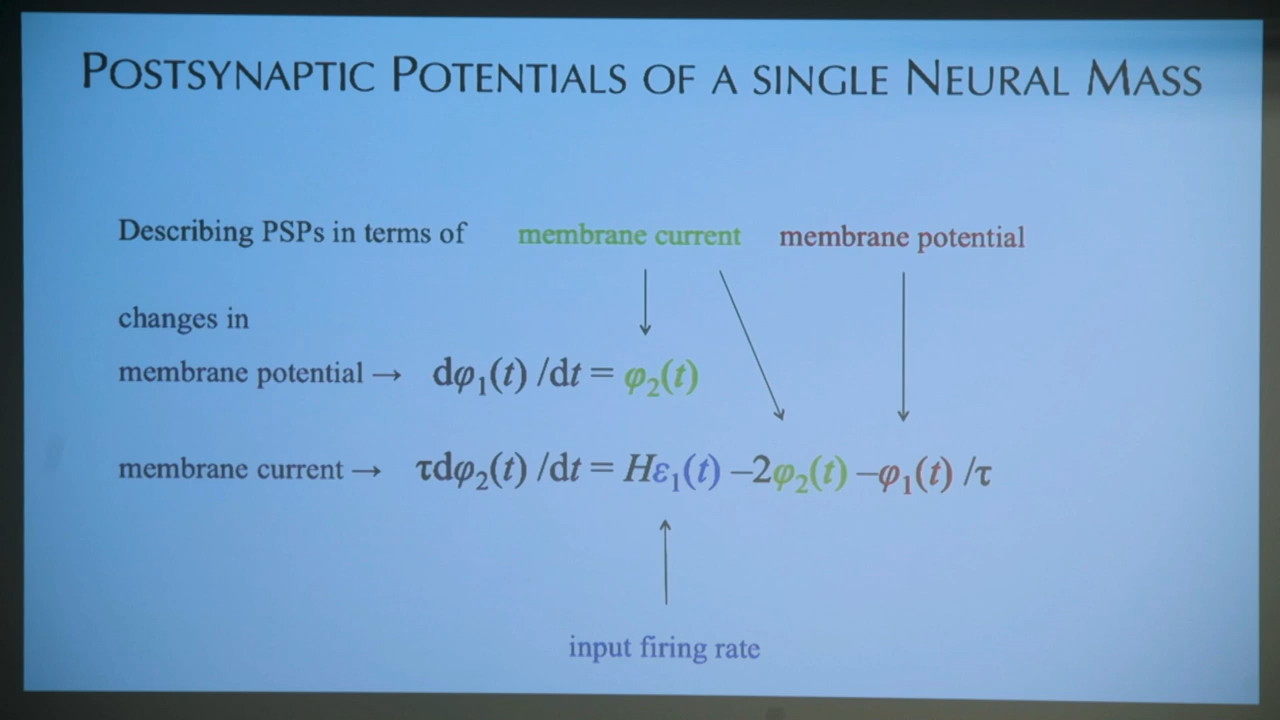 POSTSYNAPTIC POTENTIALS OF A SINGLE NEURAL MASS
Describing PSPs in terms of membrane current membrane potential
changes in
membrane potential → dφ₁(t) /dt = φ₂(t)
membrane current → τdφ₂(t) /dt = Hε₁(t) –2φ₂(t) –φ₁(t) /τ
input firing rate